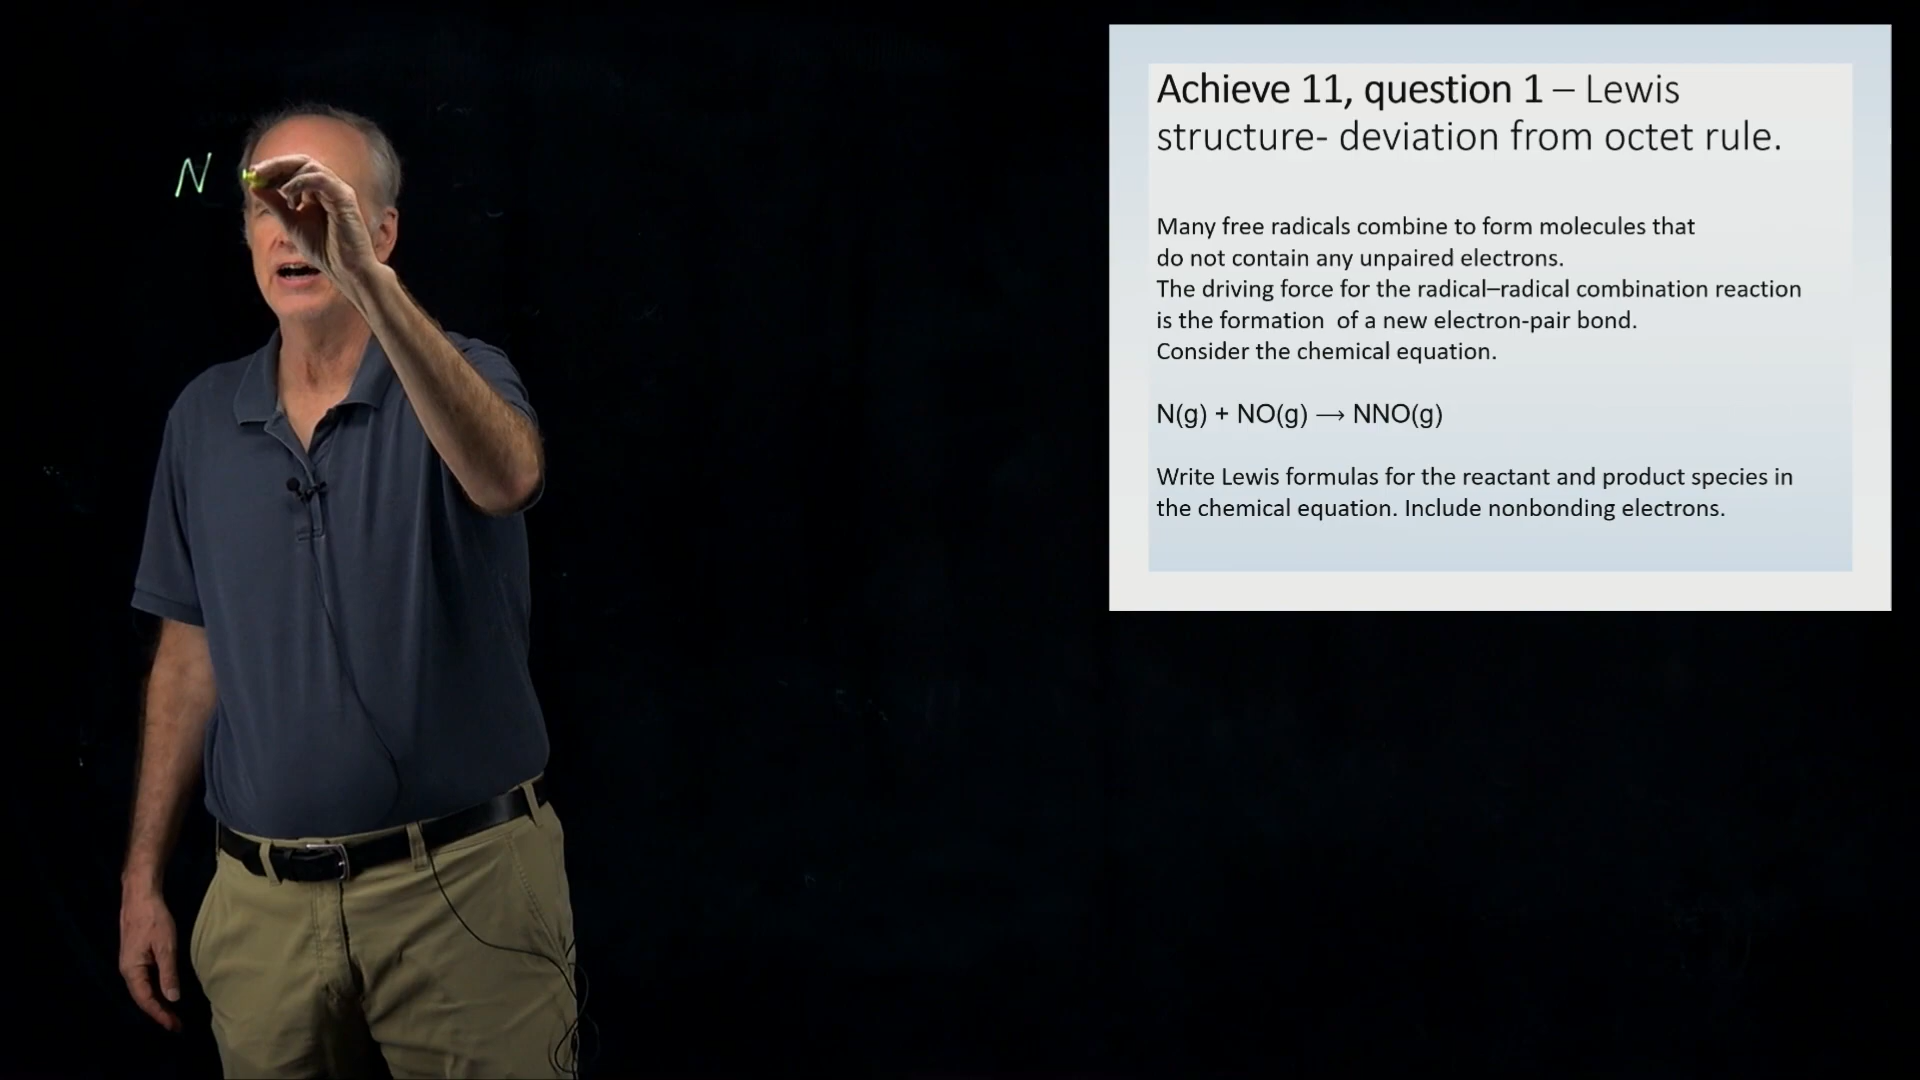 N
Achieve 11, question 1 – Lewis
structure- deviation from octet rule.
Many free radicals combine to form molecules that
do not contain any unpaired electrons.
The driving force for the radical–radical combination reaction
is the formation  of a new electron-pair bond.
Consider the chemical equation.
N(g) + NO(g) ⟶ NNO(g)
Write Lewis formulas for the reactant and product species in
the chemical equation. Include nonbonding electrons.